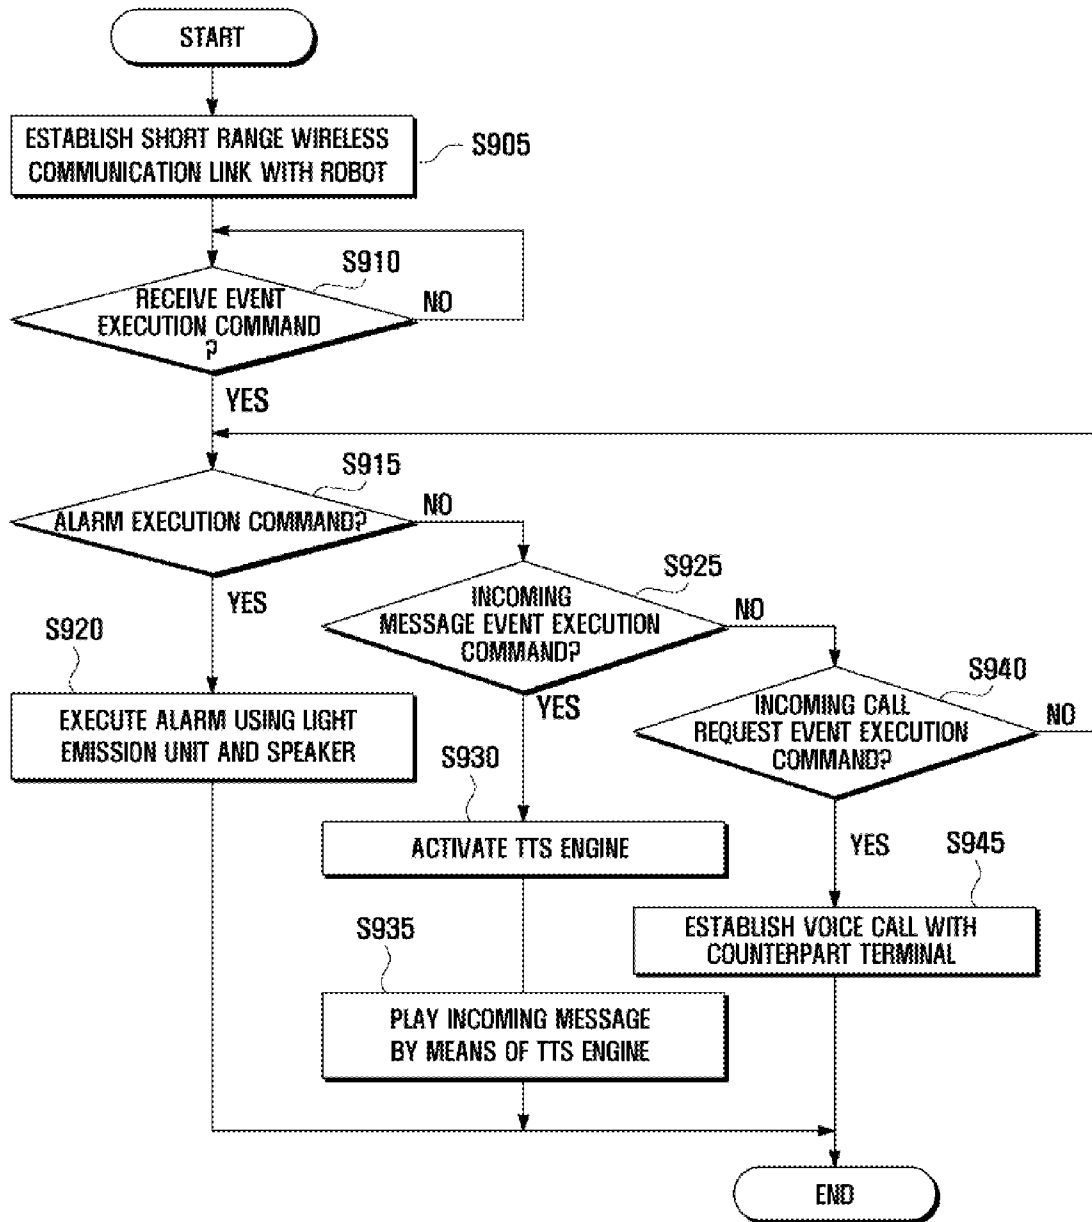 START
ESTABLISH SHORT RANGE WIRELESS
COMMUNICATION LINK WITH ROBOT
S905
S910
RECEIVE EVENT
EXECUTION COMMAND
?
NO
YES
S915
ALARM EXECUTION COMMAND?
NO
YES
S925
INCOMING
MESSAGE EVENT EXECUTION
COMMAND?
NO
YES
S920
EXECUTE ALARM USING LIGHT
EMISSION UNIT AND SPEAKER
S940
INCOMING CALL
REQUEST EVENT EXECUTION
COMMAND?
NO
YES
S930
ACTIVATE TTS ENGINE
S945
ESTABLISH VOICE CALL WITH
COUNTERPART TERMINAL
S935
PLAY INCOMING MESSAGE
BY MEANS OF TTS ENGINE
END